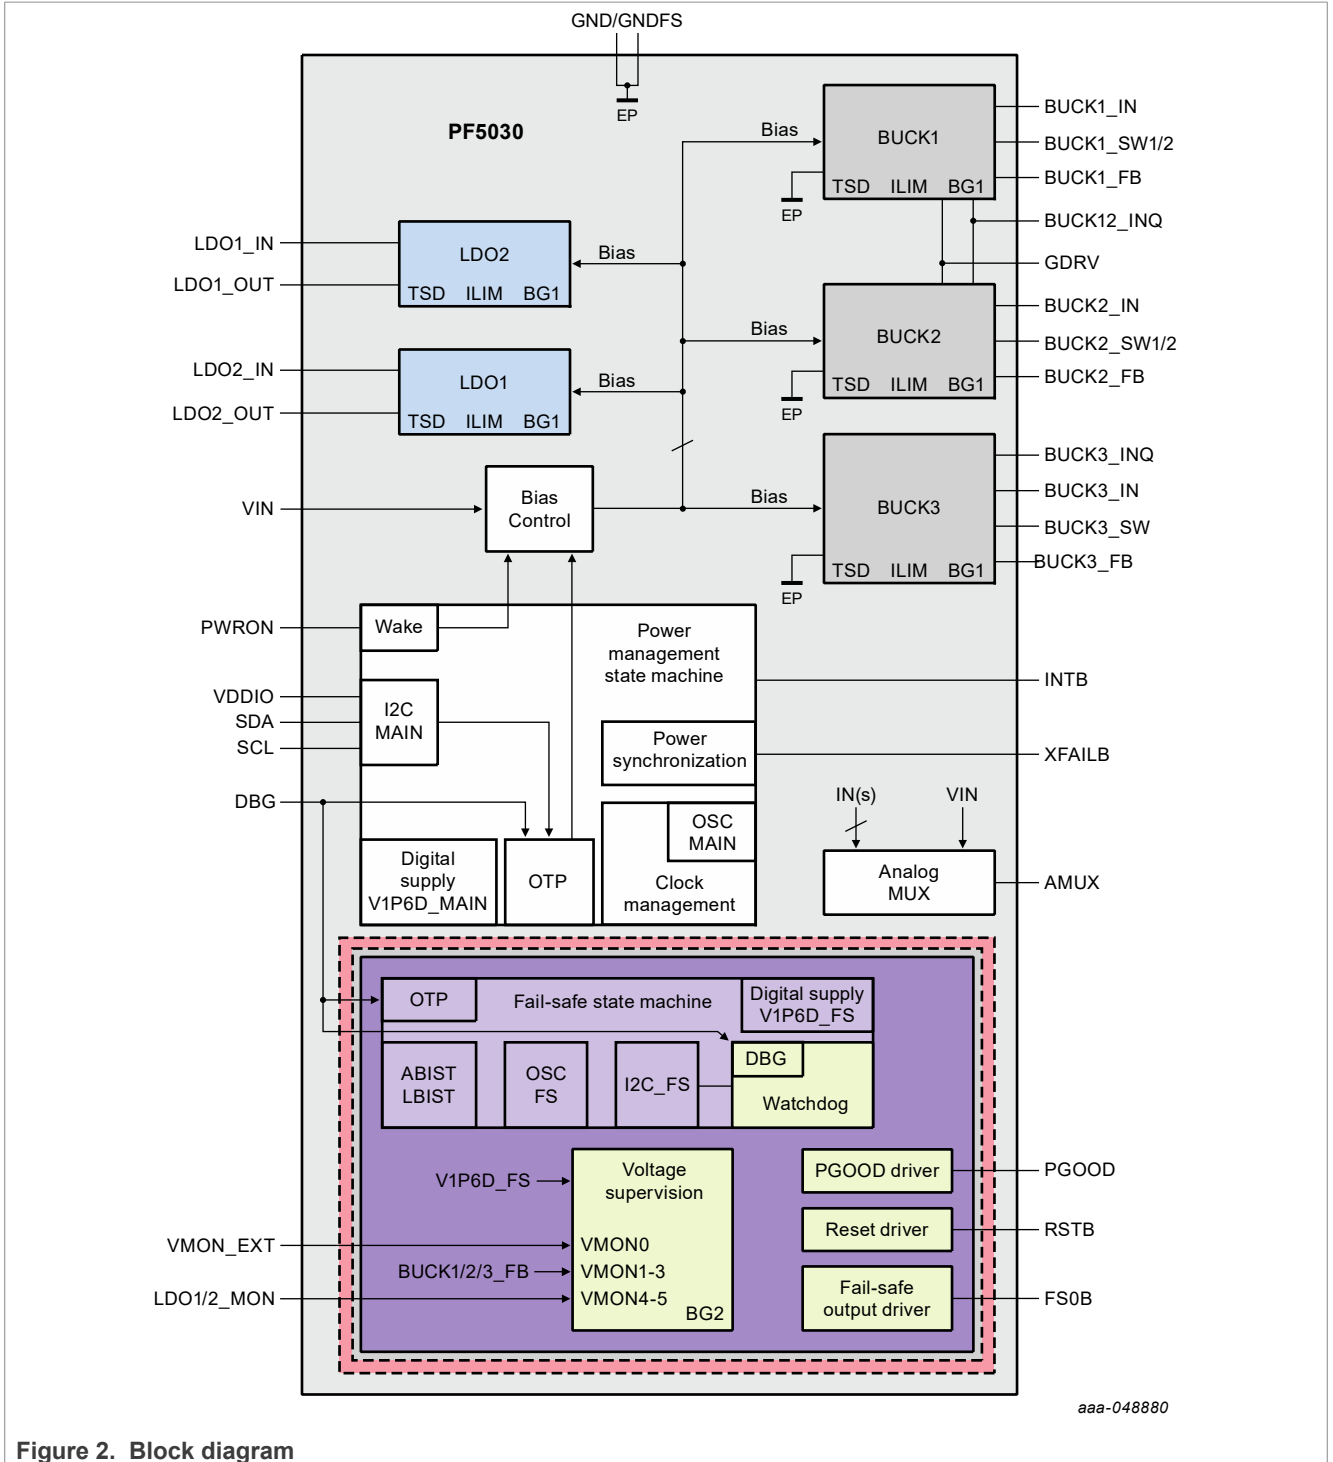 GND/GNDFS
EP
PF5030
Bias
BUCK1
TSD ILIM BG1
EP
BUCK1_IN
BUCK1_SW1/2
BUCK1_FB
BUCK12_INQ
GDRV
LDO1_IN
LDO1_OUT
LDO2
TSD ILIM BG1
Bias
Bias
BUCK2
TSD ILIM BG1
EP
BUCK2_IN
BUCK2_SW1/2
BUCK2_FB
LDO2_IN
LDO2_OUT
LDO1
TSD ILIM BG1
Bias
VIN
Bias
Control
Bias
BUCK3
TSD ILIM BG1
EP
BUCK3_INQ
BUCK3_IN
BUCK3_SW
BUCK3_FB
PWRON
Wake
Power
management
state machine
INTB
VDDIO
SDA
SCL
I2C
MAIN
Power
synchronization
XFAILB
DBG
OSC
MAIN
Clock
management
Digital
supply
V1P6D_MAIN
OTP
IN(s)
VIN
Analog
MUX
AMUX
OTP
Fail-safe state machine
Digital supply
V1P6D_FS
ABIST
LBIST
OSC
FS
I2C_FS
DBG
Watchdog
V1P6D_FS
Voltage
supervision
VMON_EXT
VMON0
BUCK1/2/3_FB
VMON1-3
LDO1/2_MON
VMON4-5
BG2
PGOOD driver
PGOOD
Reset driver
RSTB
Fail-safe
output driver
FS0B
aaa-048880
Figure 2. Block diagram